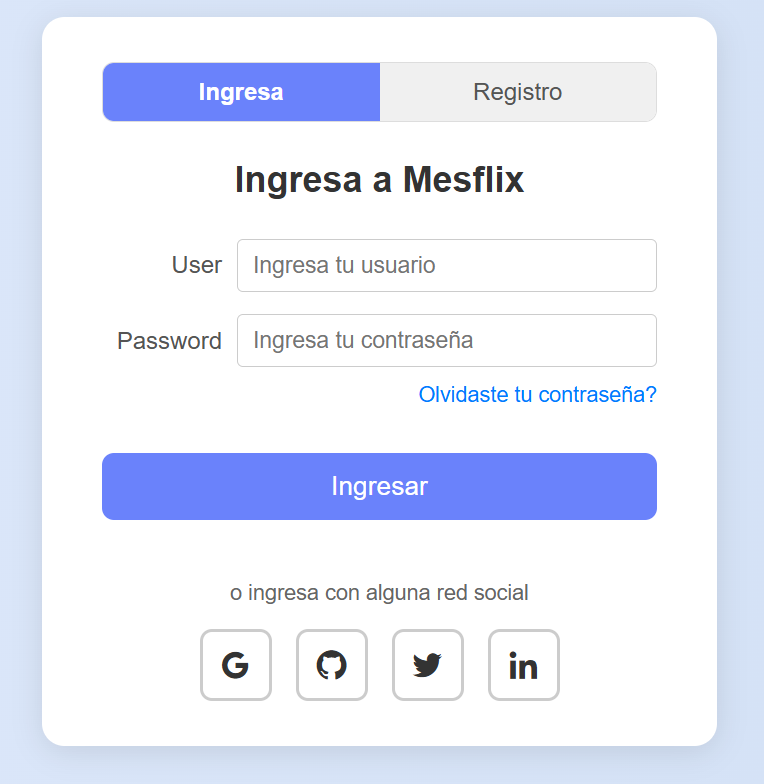 Ingresa Registro
Ingresa a Mesflix
User Ingresa tu usuario
Password Ingresa tu contraseña
Olvidaste tu contraseña?
Ingresar
o ingresa con alguna red social